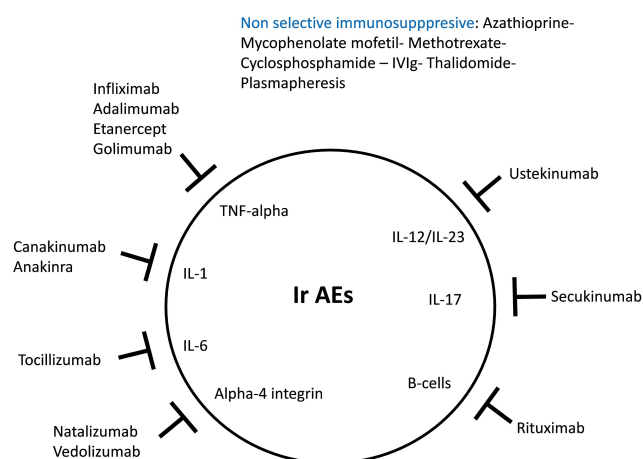 Non selective immunosupppresive: Azathioprine-
Mycophenolate mofetil- Methotrexate-
Cyclosphosphamide – IVIg- Thalidomide-
Plasmapheresis
Infliximab
Adalimumab
Etanercept
Golimumab
Ustekinumab
TNF-alpha
IL-12/IL-23
Canakinumab
Anakinra
IL-1
Ir AEs
IL-17
Secukinumab
IL-6
Tocillizumab
Alpha-4 integrin
B-cells
Natalizumab
Vedolizumab
Rituximab